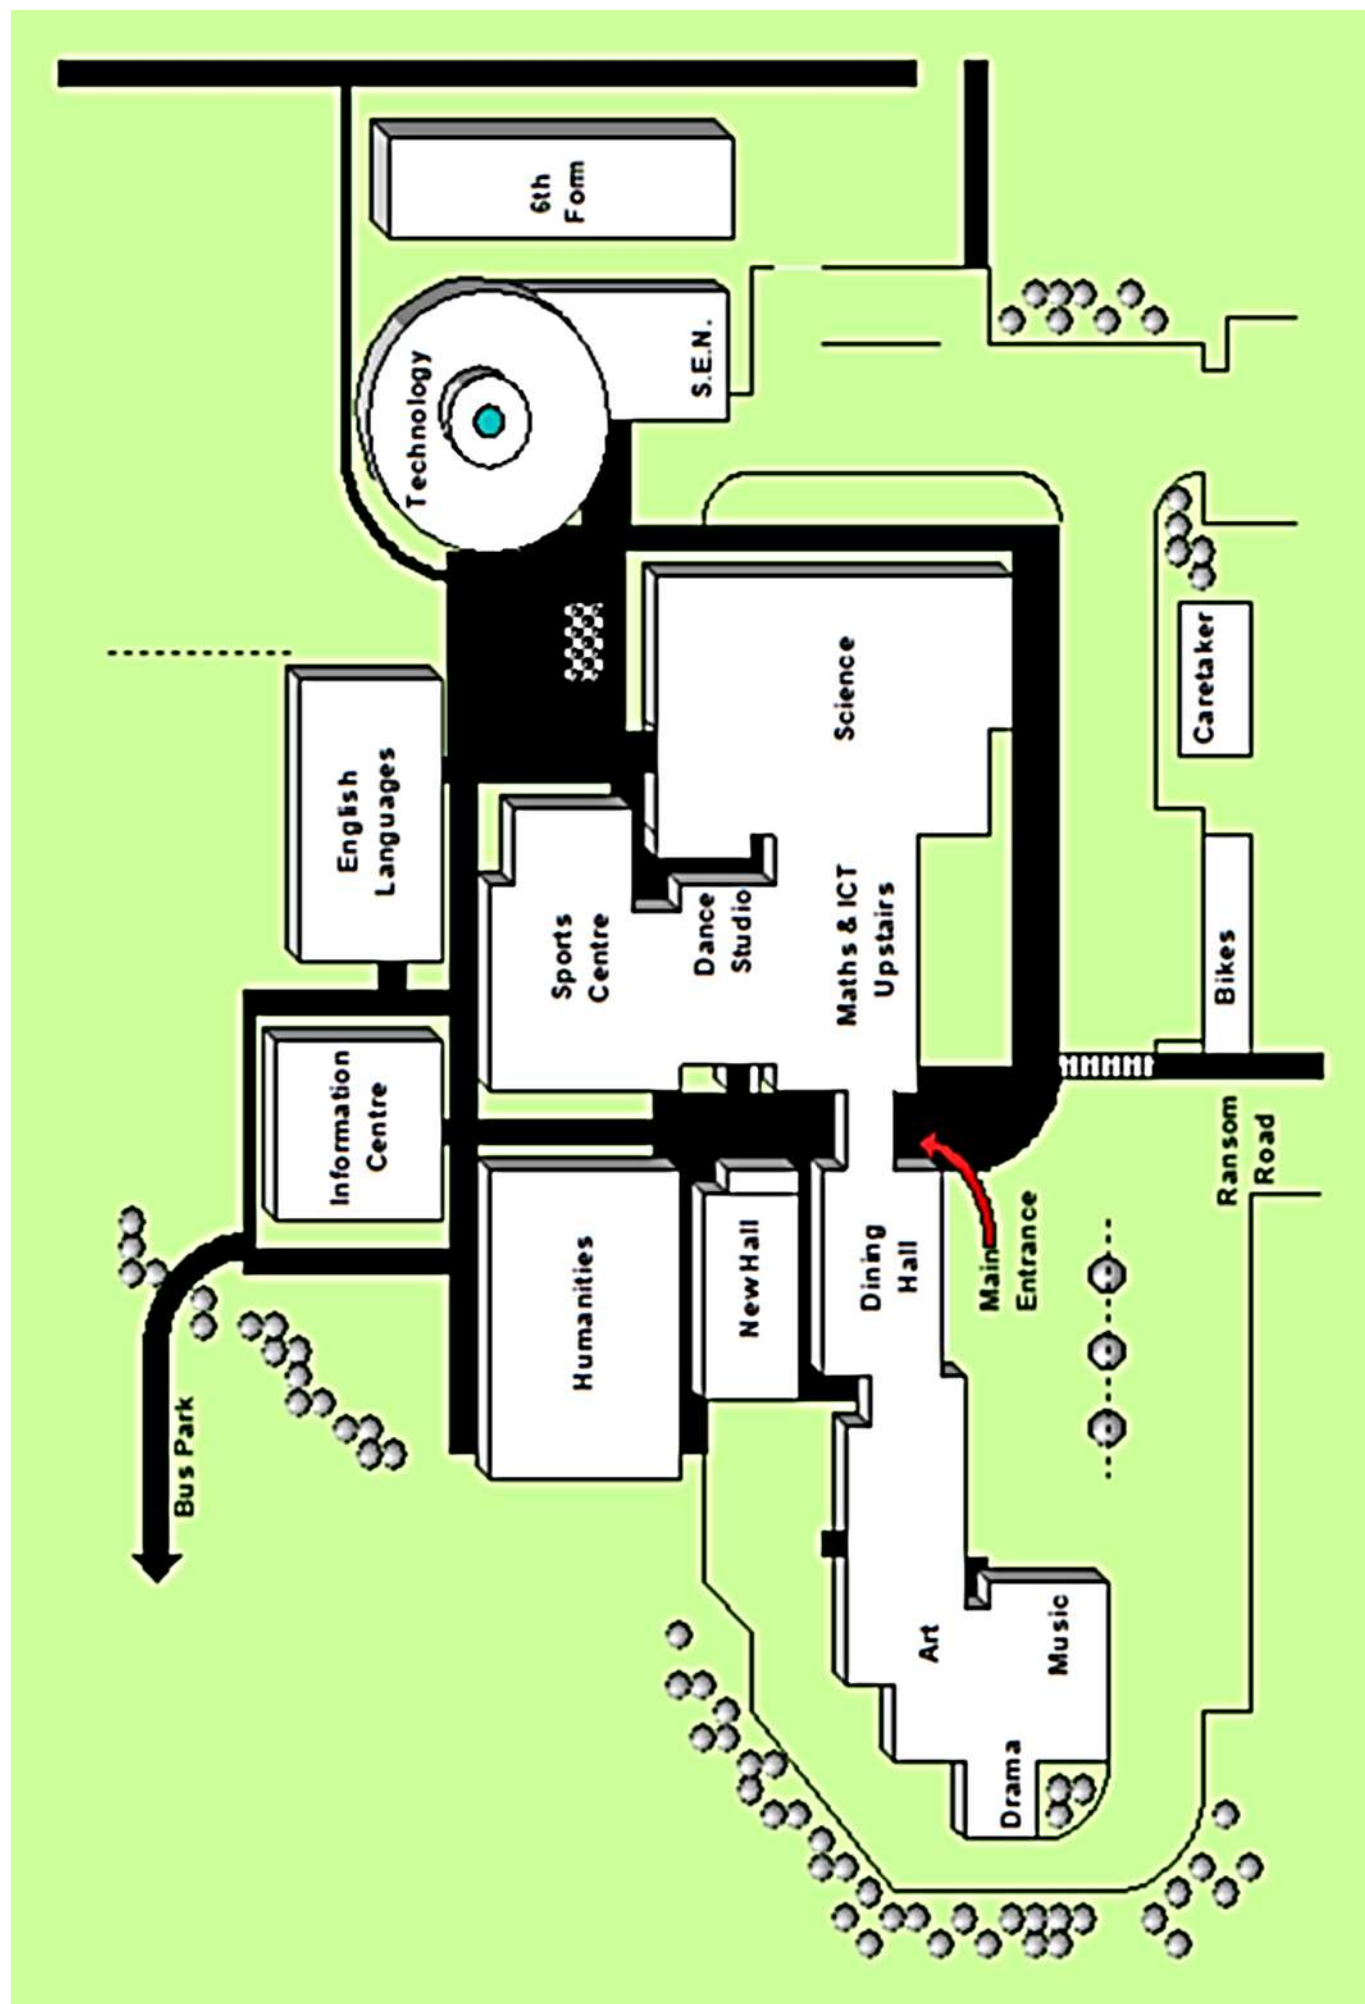 6th
Form
Technology
S.E.N.
English
Languages
Science
Caretaker
Sports
Centre
Dance
Studio
Maths & ICT
Upstairs
Bikes
Information
Centre
Ransom
Road
Humanities
New Hall
Dining
Hall
Main
Entrance
Bus Park
Art
Music
Drama